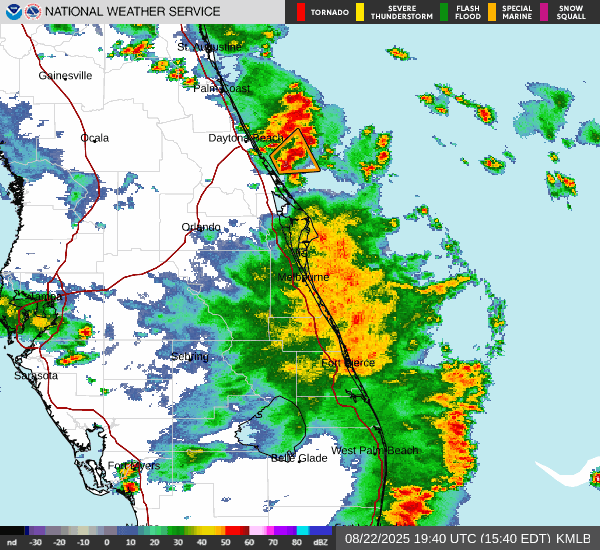 NATIONAL WEATHER SERVICE
TORNADO
SEVERE THUNDERSTORM
FLASH FLOOD
SPECIAL MARINE
SNOW SQUALL
St. Augustine
Gainesville
Palm Coast
Ocala
Daytona Beach
Orlando
Melbourne
Tampa
Sebring
Fort Pierce
Sarasota
West Palm Beach
Belle Glade
Fort Myers
nd -30 -20 -10 0 10 20 30 40 50 60 70 80 dBZ
08/22/2025 19:40 UTC (15:40 EDT) KMLB